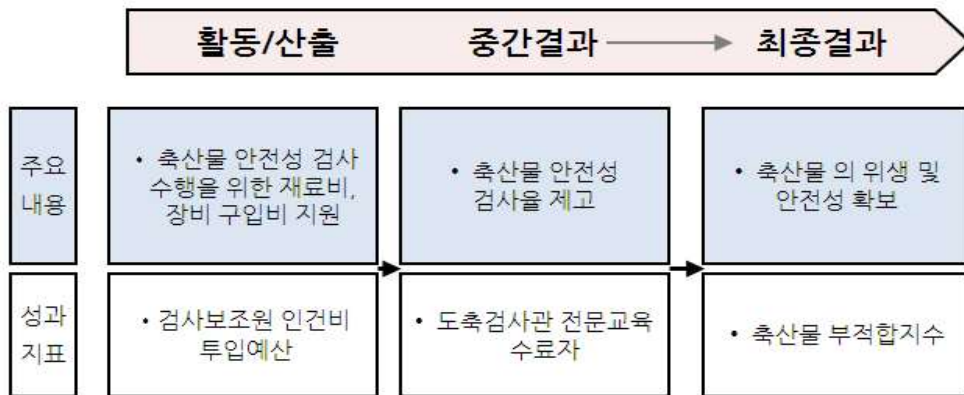 활동/산출
중간결과
최종결과
주요
내용
• 축산물 안전성 검사
수행을 위한 재료비,
장비 구입비 지원
• 축산물 안전성
검사율 제고
• 축산물 의 위생 및
안전성 확보
성과
지표
• 검사보조원 인건비
투입예산
• 도축검사관 전문교육
수료자
• 축산물 부적합지수